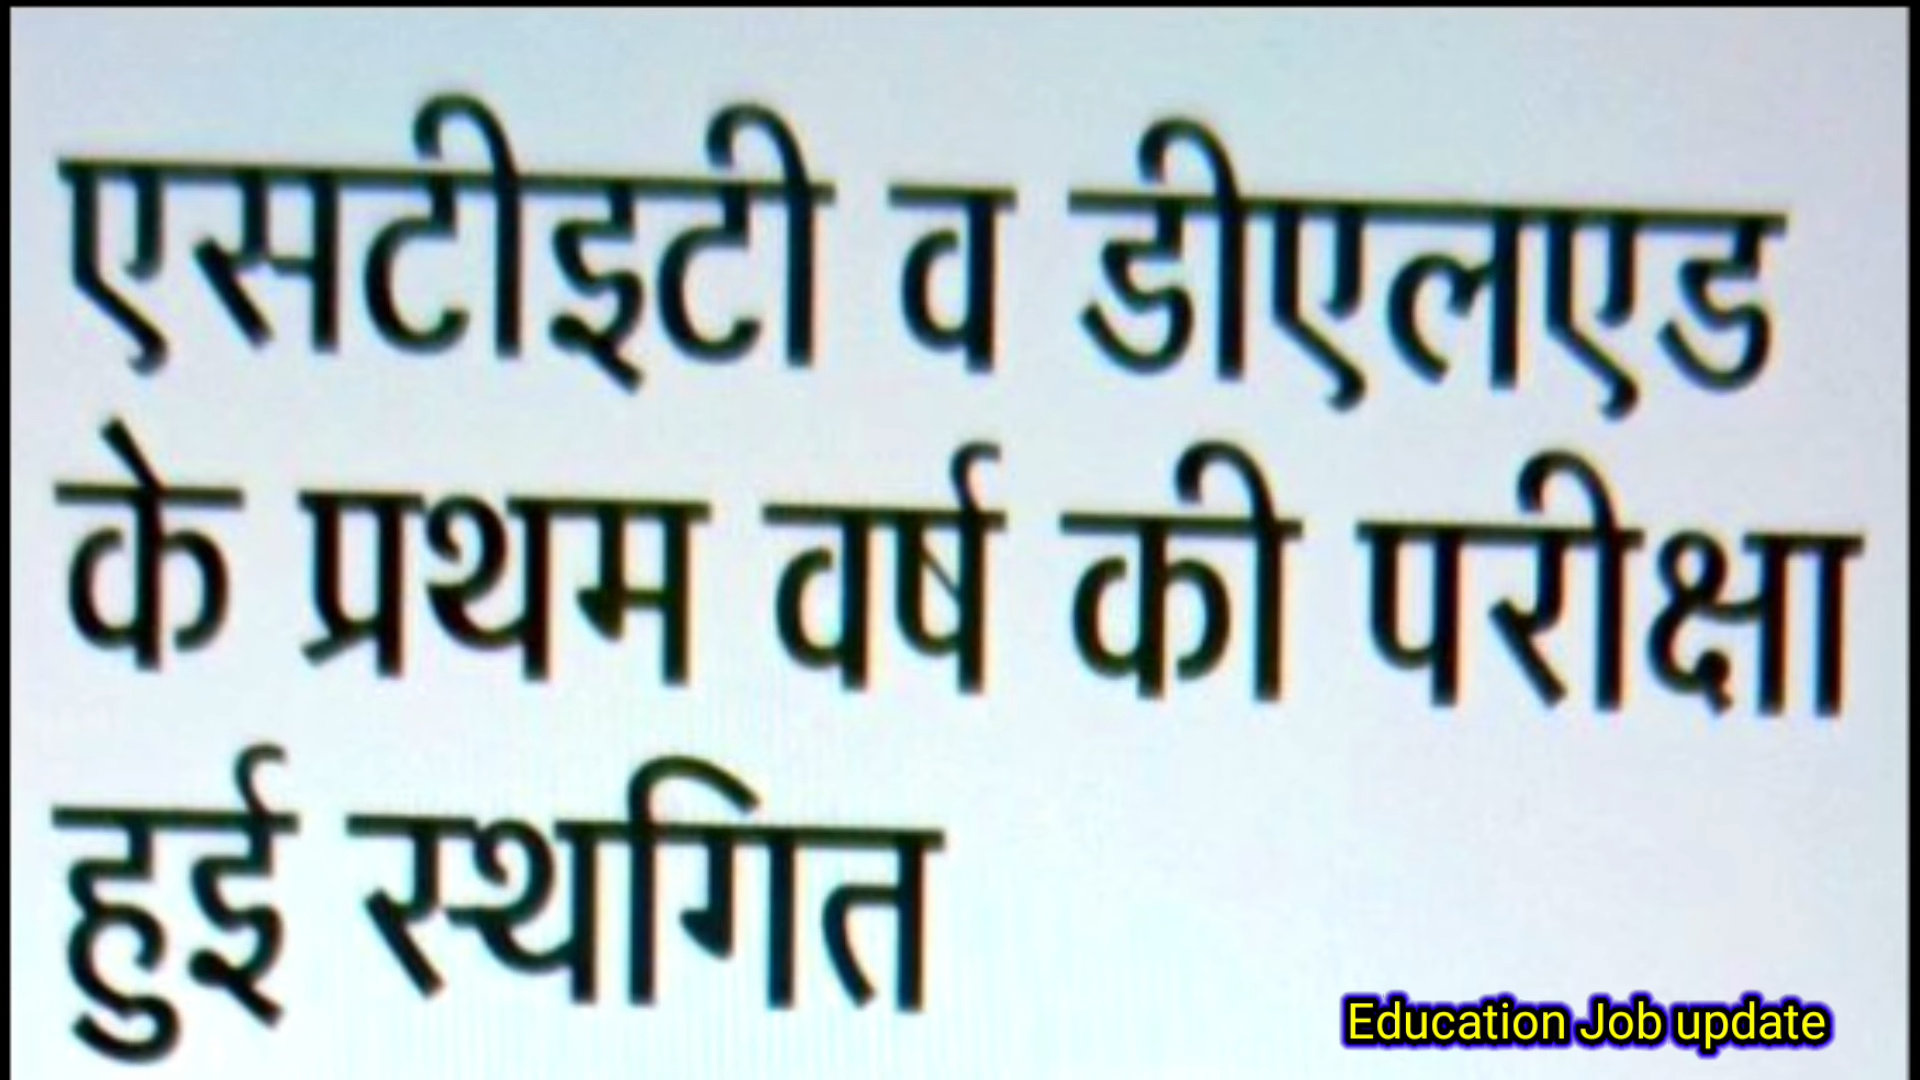 एसटीइटी व डीएलएड
के प्रथम वर्ष की परीक्षा
हुई स्थगित
Education Job update